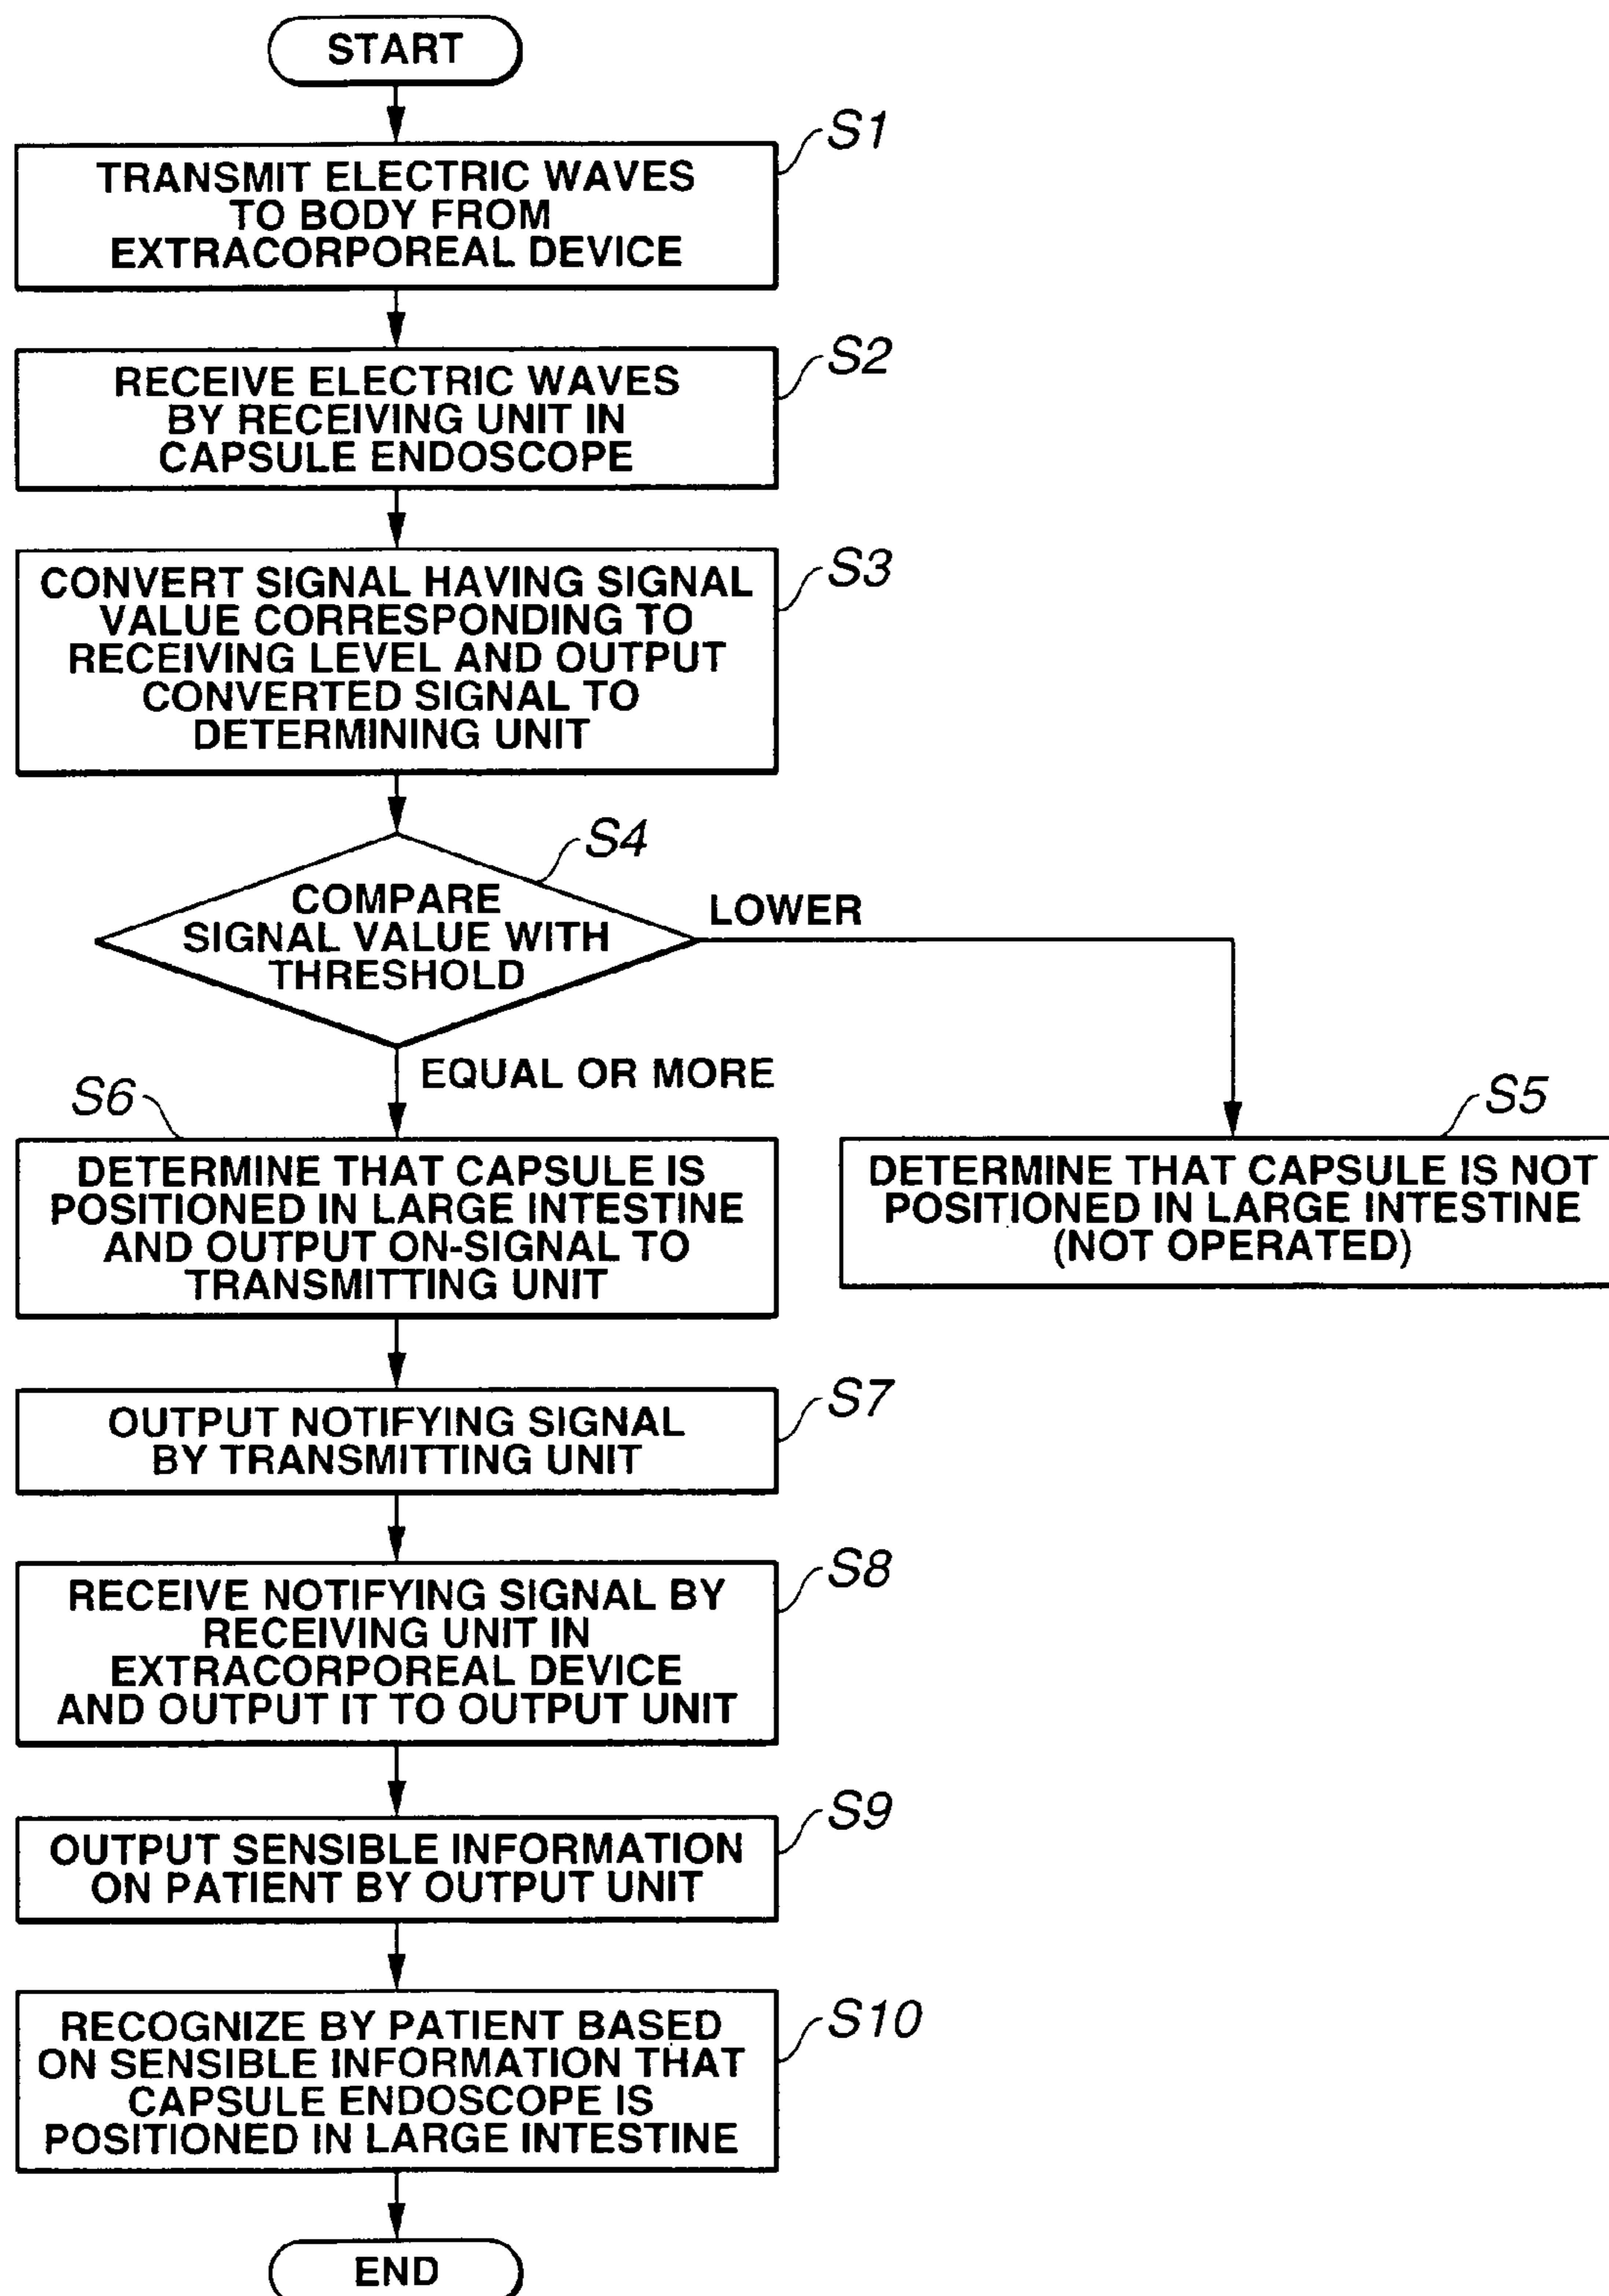 START
S1
TRANSMIT ELECTRIC WAVES
TO BODY FROM
EXTRACORPOREAL DEVICE
S2
RECEIVE ELECTRIC WAVES
BY RECEIVING UNIT IN
CAPSULE ENDOSCOPE
S3
CONVERT SIGNAL HAVING SIGNAL
VALUE CORRESPONDING TO
RECEIVING LEVEL AND OUTPUT
CONVERTED SIGNAL TO
DETERMINING UNIT
S4
COMPARE
SIGNAL VALUE WITH
THRESHOLD
LOWER
EQUAL OR MORE
S6
DETERMINE THAT CAPSULE IS
POSITIONED IN LARGE INTESTINE
AND OUTPUT ON-SIGNAL TO
TRANSMITTING UNIT
S5
DETERMINE THAT CAPSULE IS NOT
POSITIONED IN LARGE INTESTINE
(NOT OPERATED)
S7
OUTPUT NOTIFYING SIGNAL
BY TRANSMITTING UNIT
S8
RECEIVE NOTIFYING SIGNAL BY
RECEIVING UNIT IN
EXTRACORPOREAL DEVICE
AND OUTPUT IT TO OUTPUT UNIT
S9
OUTPUT SENSIBLE INFORMATION
ON PATIENT BY OUTPUT UNIT
S10
RECOGNIZE BY PATIENT BASED
ON SENSIBLE INFORMATION THAT
CAPSULE ENDOSCOPE IS
POSITIONED IN LARGE INTESTINE
END